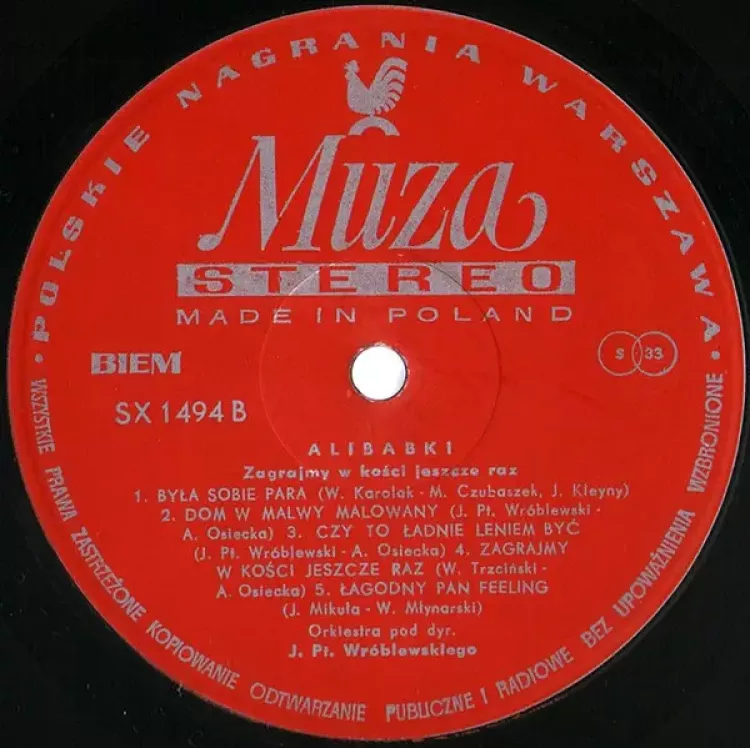 · POLSKIE NAGRANIA WARSZAWA ·
Muza
STEREO
MADE IN POLAND
BIEM
S 33
SX 1494 B
ALIBABKI
Zagrajmy w kości jeszcze raz
1. BYŁA SOBIE PARA (W. Karolak - M. Czubaszek, J. Kleyny)
2. DOM W MALWY MALOWANY (J. Pt. Wróblewski -
A. Osiecka) 3. CZY TO ŁADNIE LENIEM BYĆ
(J. Pt. Wróblewski - A. Osiecka) 4. ZAGRAJMY
W KOŚCI JESZCZE RAZ (W. Trzciński -
A. Osiecka) 5. ŁAGODNY PAN FEELING
(J. Mikuła - W. Młynarski)
Orkiestra pod dyr.
J. Pt. Wróblewskiego
WSZYSTKIE PRAWA ZASTRZEŻONE KOPIOWANIE ODTWARZANIE PUBLICZNE I RADIOWE BEZ UPOWAŻNIENIA WZBRONIONE